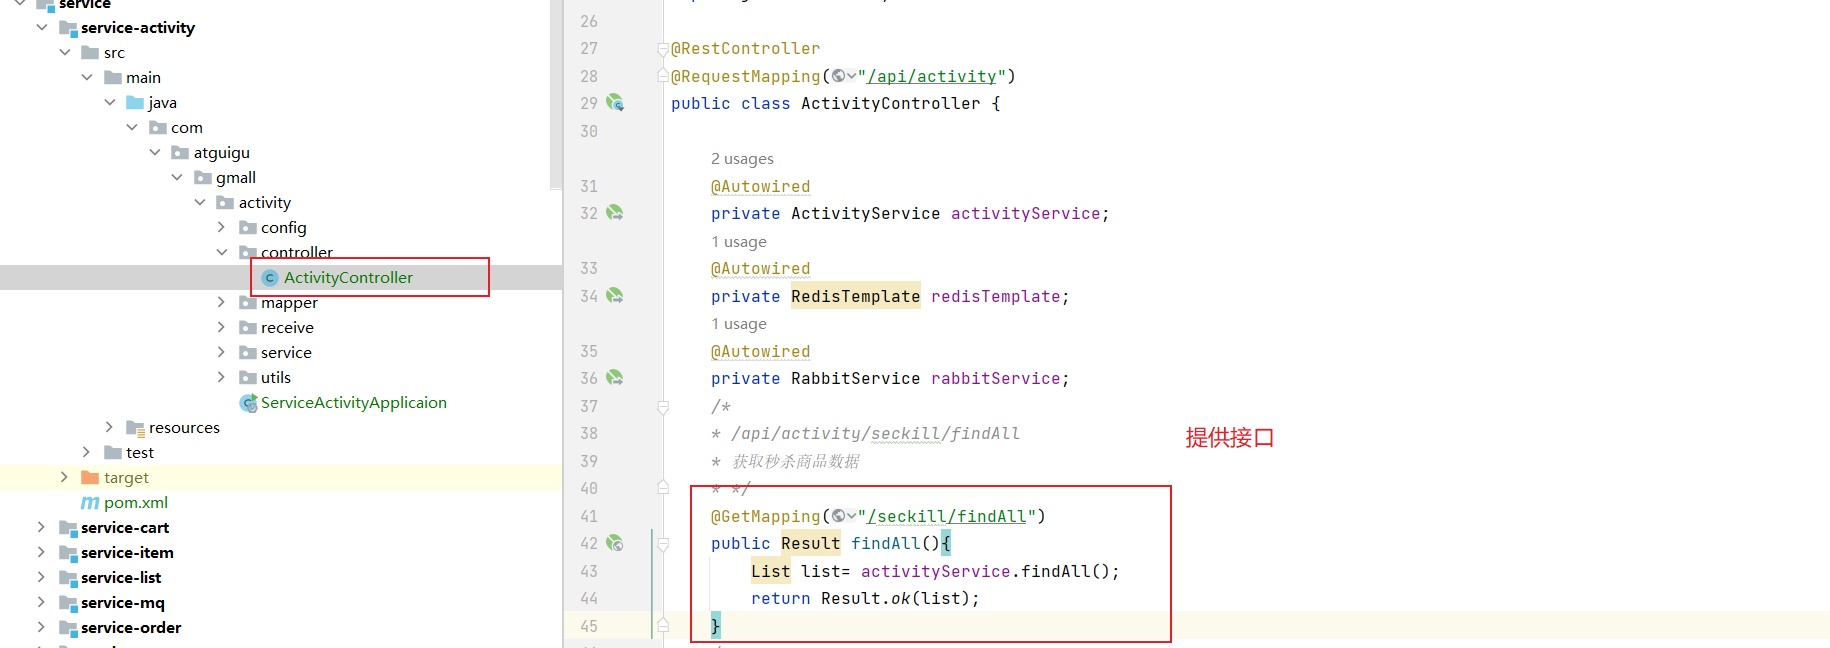 service
service-activity
src
main
java
com
atguigu
gmall
activity
config
controller
ActivityController
mapper
receive
service
utils
ServiceActivityApplicaion
resources
test
target
pom.xml
service-cart
service-item
service-list
service-mq
service-order
26
27 @RestController
28 @RequestMapping("/api/activity")
29 public class ActivityController {
30
2 usages
31 @Autowired
32 private ActivityService activityService;
1 usage
33 @Autowired
34 private RedisTemplate redisTemplate;
1 usage
35 @Autowired
36 private RabbitService rabbitService;
37 /*
38 * /api/activity/seckill/findAll
39 * 获取秒杀商品数据
40 * */
41 @GetMapping("/seckill/findAll")
42 public Result findAll(){
43 List list= activityService.findAll();
44 return Result.ok(list);
45 }
提供接口